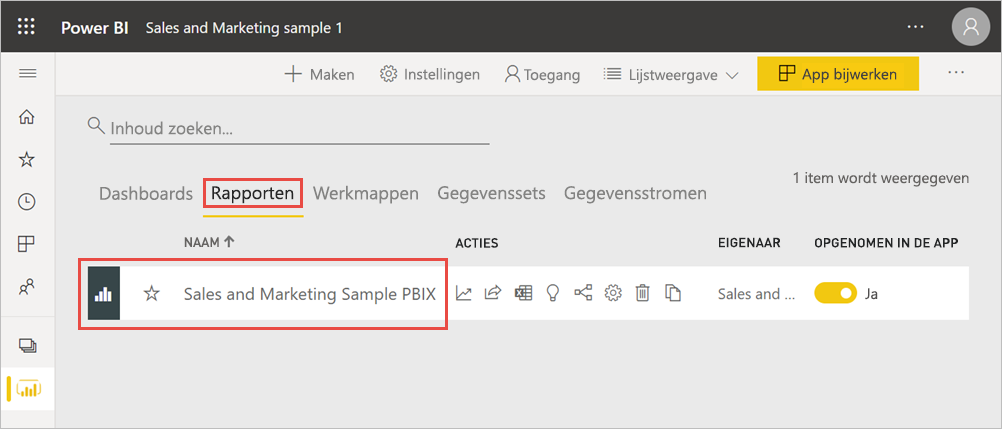 Power BI Sales and Marketing sample 1 ...
Maken Instellingen Toegang Lijstweergave App bijwerken ...
Inhoud zoeken...
Dashboards Rapporten Werkmappen Gegevenssets Gegevensstromen 1 item wordt weergegeven
NAAM ACTIES EIGENAAR OPGENOMEN IN DE APP
Sales and Marketing Sample PBIX Sales and ... Ja